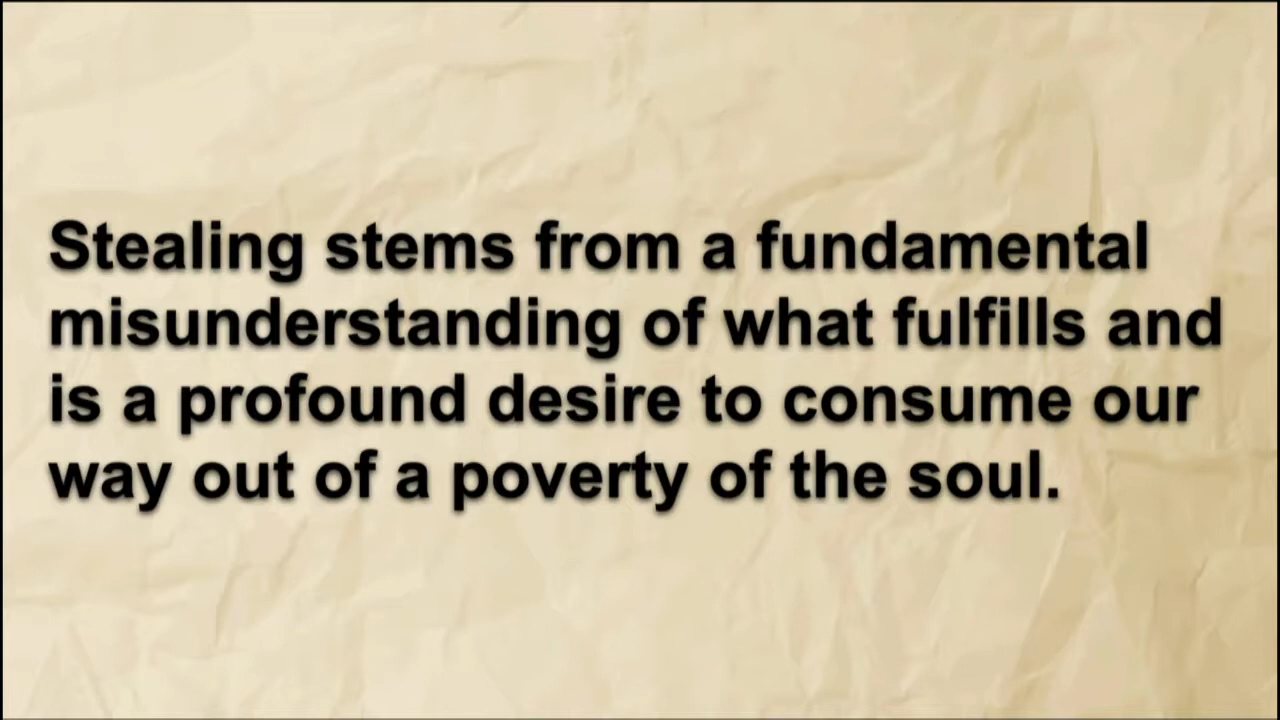 Stealing stems from a fundamental
misunderstanding of what fulfills and
is a profound desire to consume our
way out of a poverty of the soul.